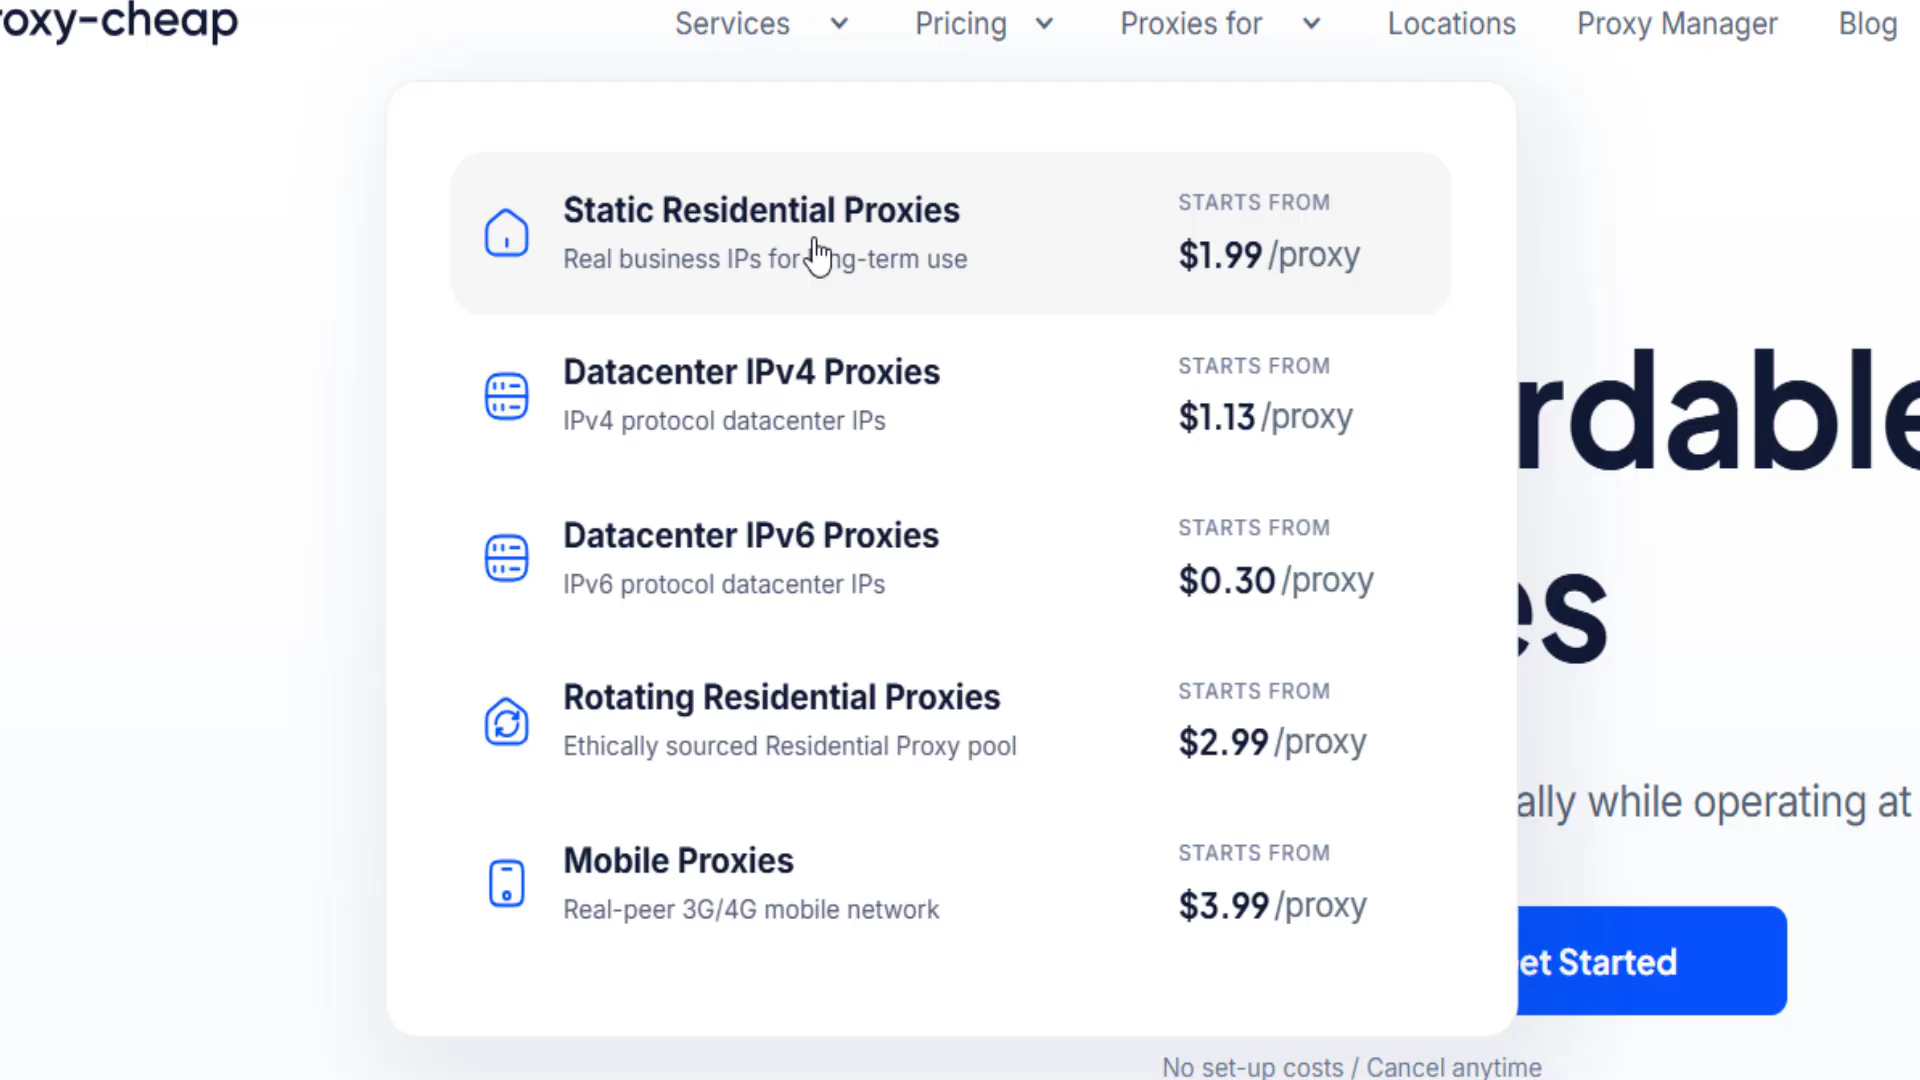 roxy-cheap
Services Pricing Proxies for Locations Proxy Manager Blog
Static Residential Proxies
Real business IPs for ng-term use
STARTS FROM
$1.99/proxy
Datacenter IPv4 Proxies
IPv4 protocol datacenter IPs
STARTS FROM
$1.13/proxy
Datacenter IPv6 Proxies
IPv6 protocol datacenter IPs
STARTS FROM
$0.30/proxy
Rotating Residential Proxies
Ethically sourced Residential Proxy pool
STARTS FROM
$2.99/proxy
Mobile Proxies
Real-peer 3G/4G mobile network
STARTS FROM
$3.99/proxy
rdable
es
ally while operating at
et Started
No set-up costs / Cancel anytime